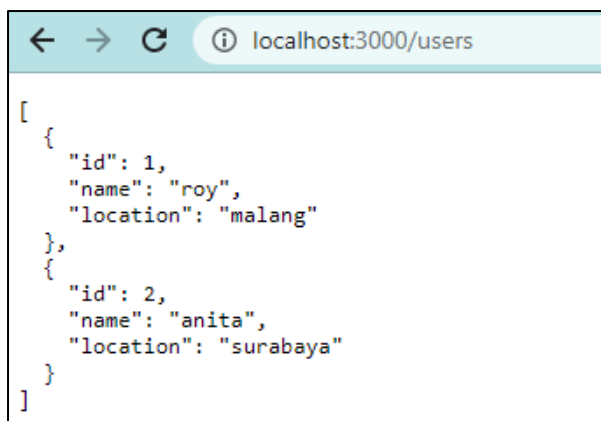 localhost:3000/users
[
  {
    "id": 1,
    "name": "roy",
    "location": "malang"
  },
  {
    "id": 2,
    "name": "anita",
    "location": "surabaya"
  }
]